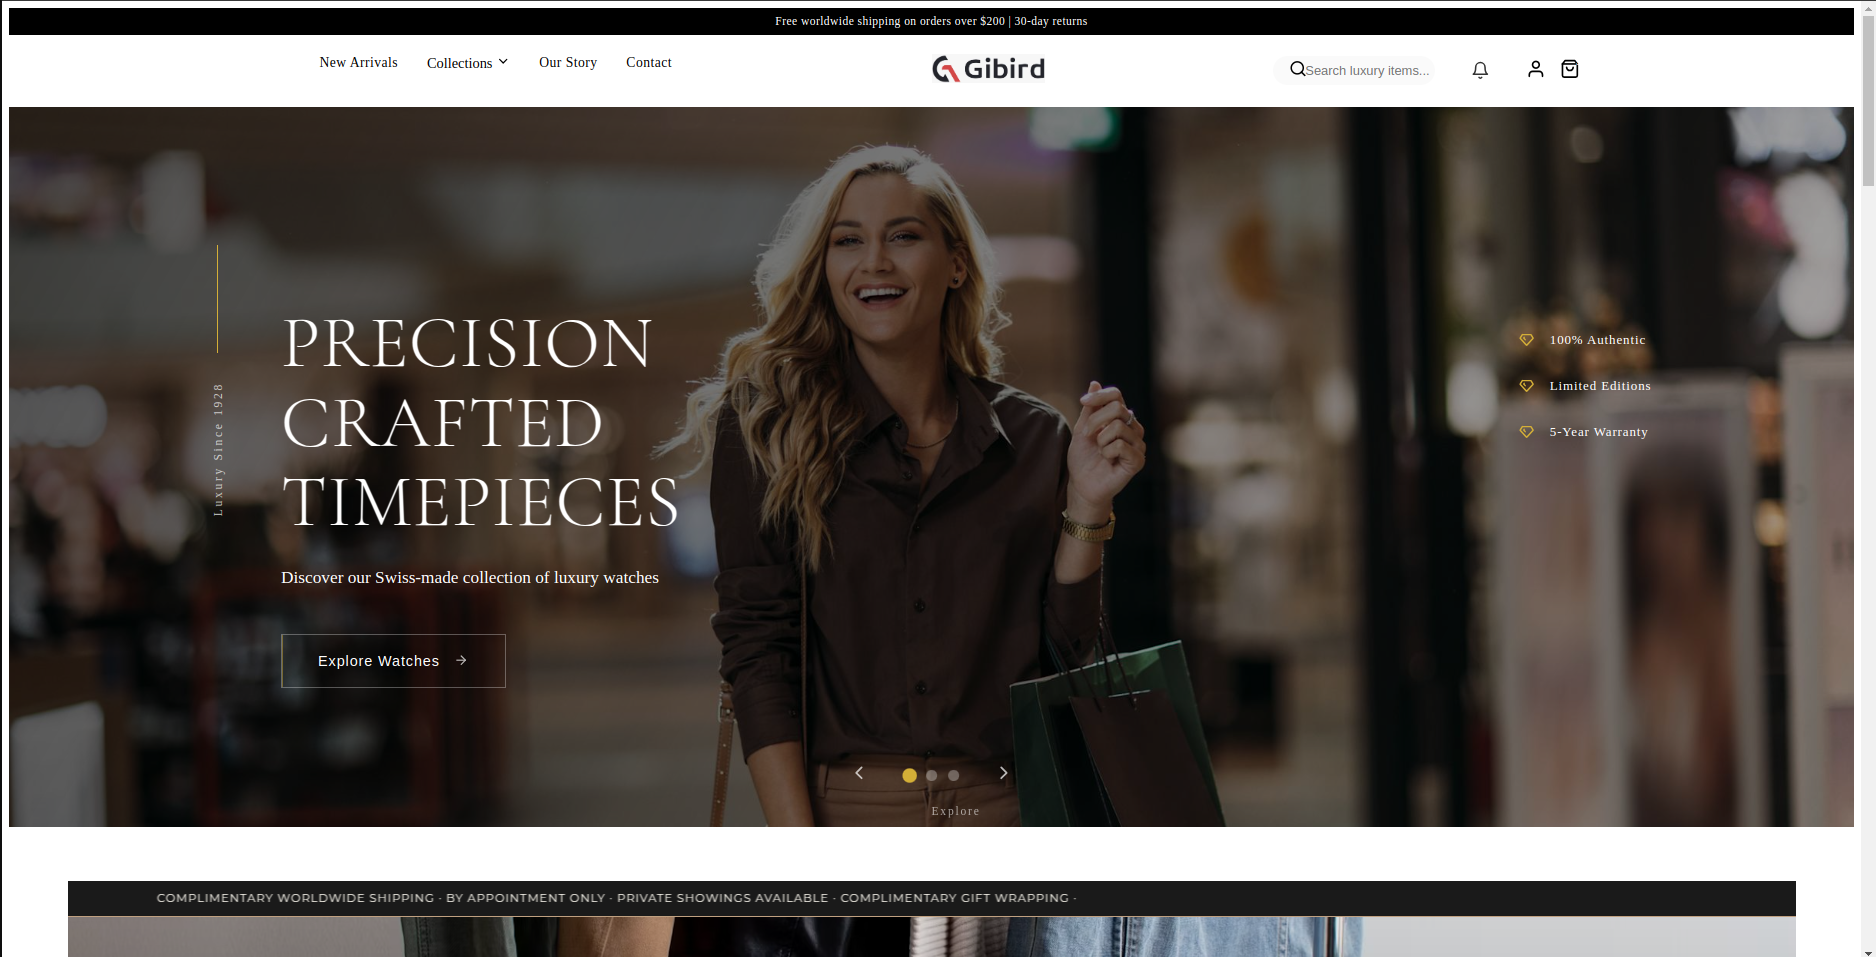 Free worldwide shipping on orders over $200 | 30-day returns
New Arrivals
Collections
Our Story
Contact
Gibird
Search luxury items...
PRECISION
CRAFTED
TIMEPIECES
Luxury Since 1928
Discover our Swiss-made collection of luxury watches
Explore Watches
100% Authentic
Limited Editions
5-Year Warranty
Explore
COMPLIMENTARY WORLDWIDE SHIPPING · BY APPOINTMENT ONLY · PRIVATE SHOWINGS AVAILABLE · COMPLIMENTARY GIFT WRAPPING ·